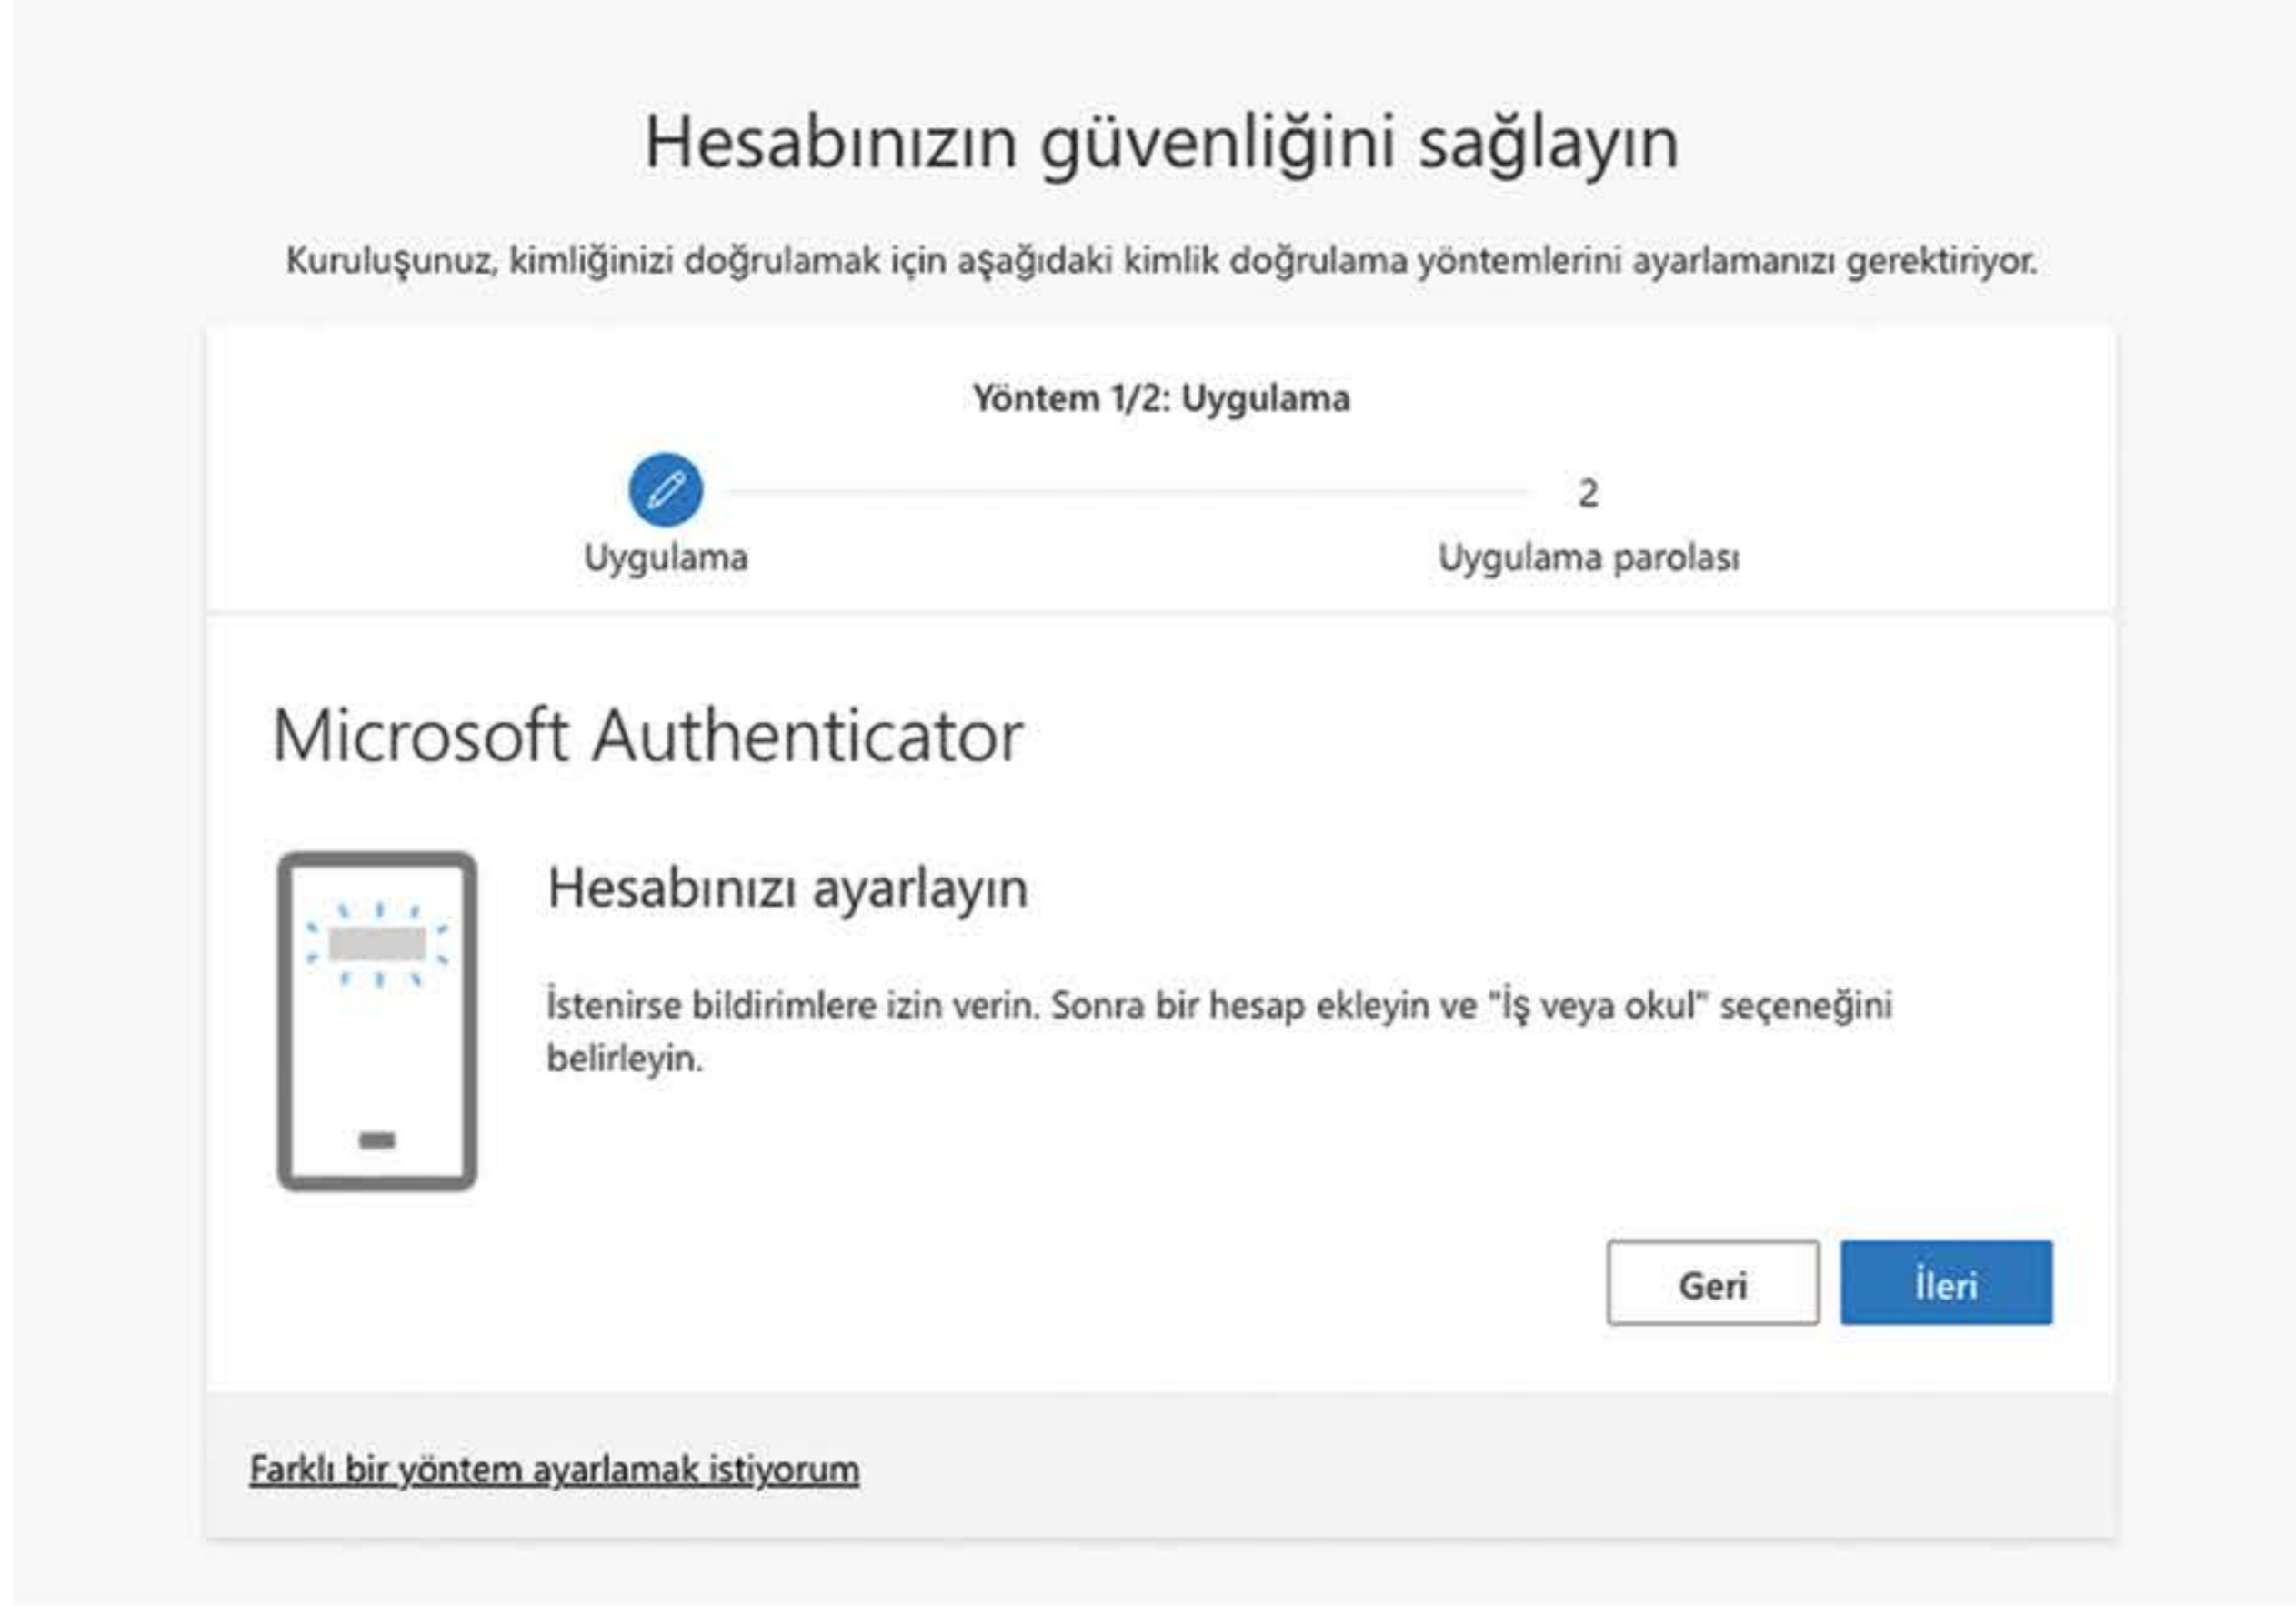 Hesabınızın güvenliğini sağlayın
Kuruluşunuz, kimliğinizi doğrulamak için aşağıdaki kimlik doğrulama yöntemlerini ayarlamanızı gerektiriyor.
Yöntem 1/2: Uygulama
2
Uygulama
Uygulama parolası
Microsoft Authenticator
Hesabınızı ayarlayın
İstenirse bildirimlere izin verin. Sonra bir hesap ekleyin ve "İş veya okul" seçeneğini
belirleyin.
Geri
İleri
Farklı bir yöntem ayarlamak istiyorum